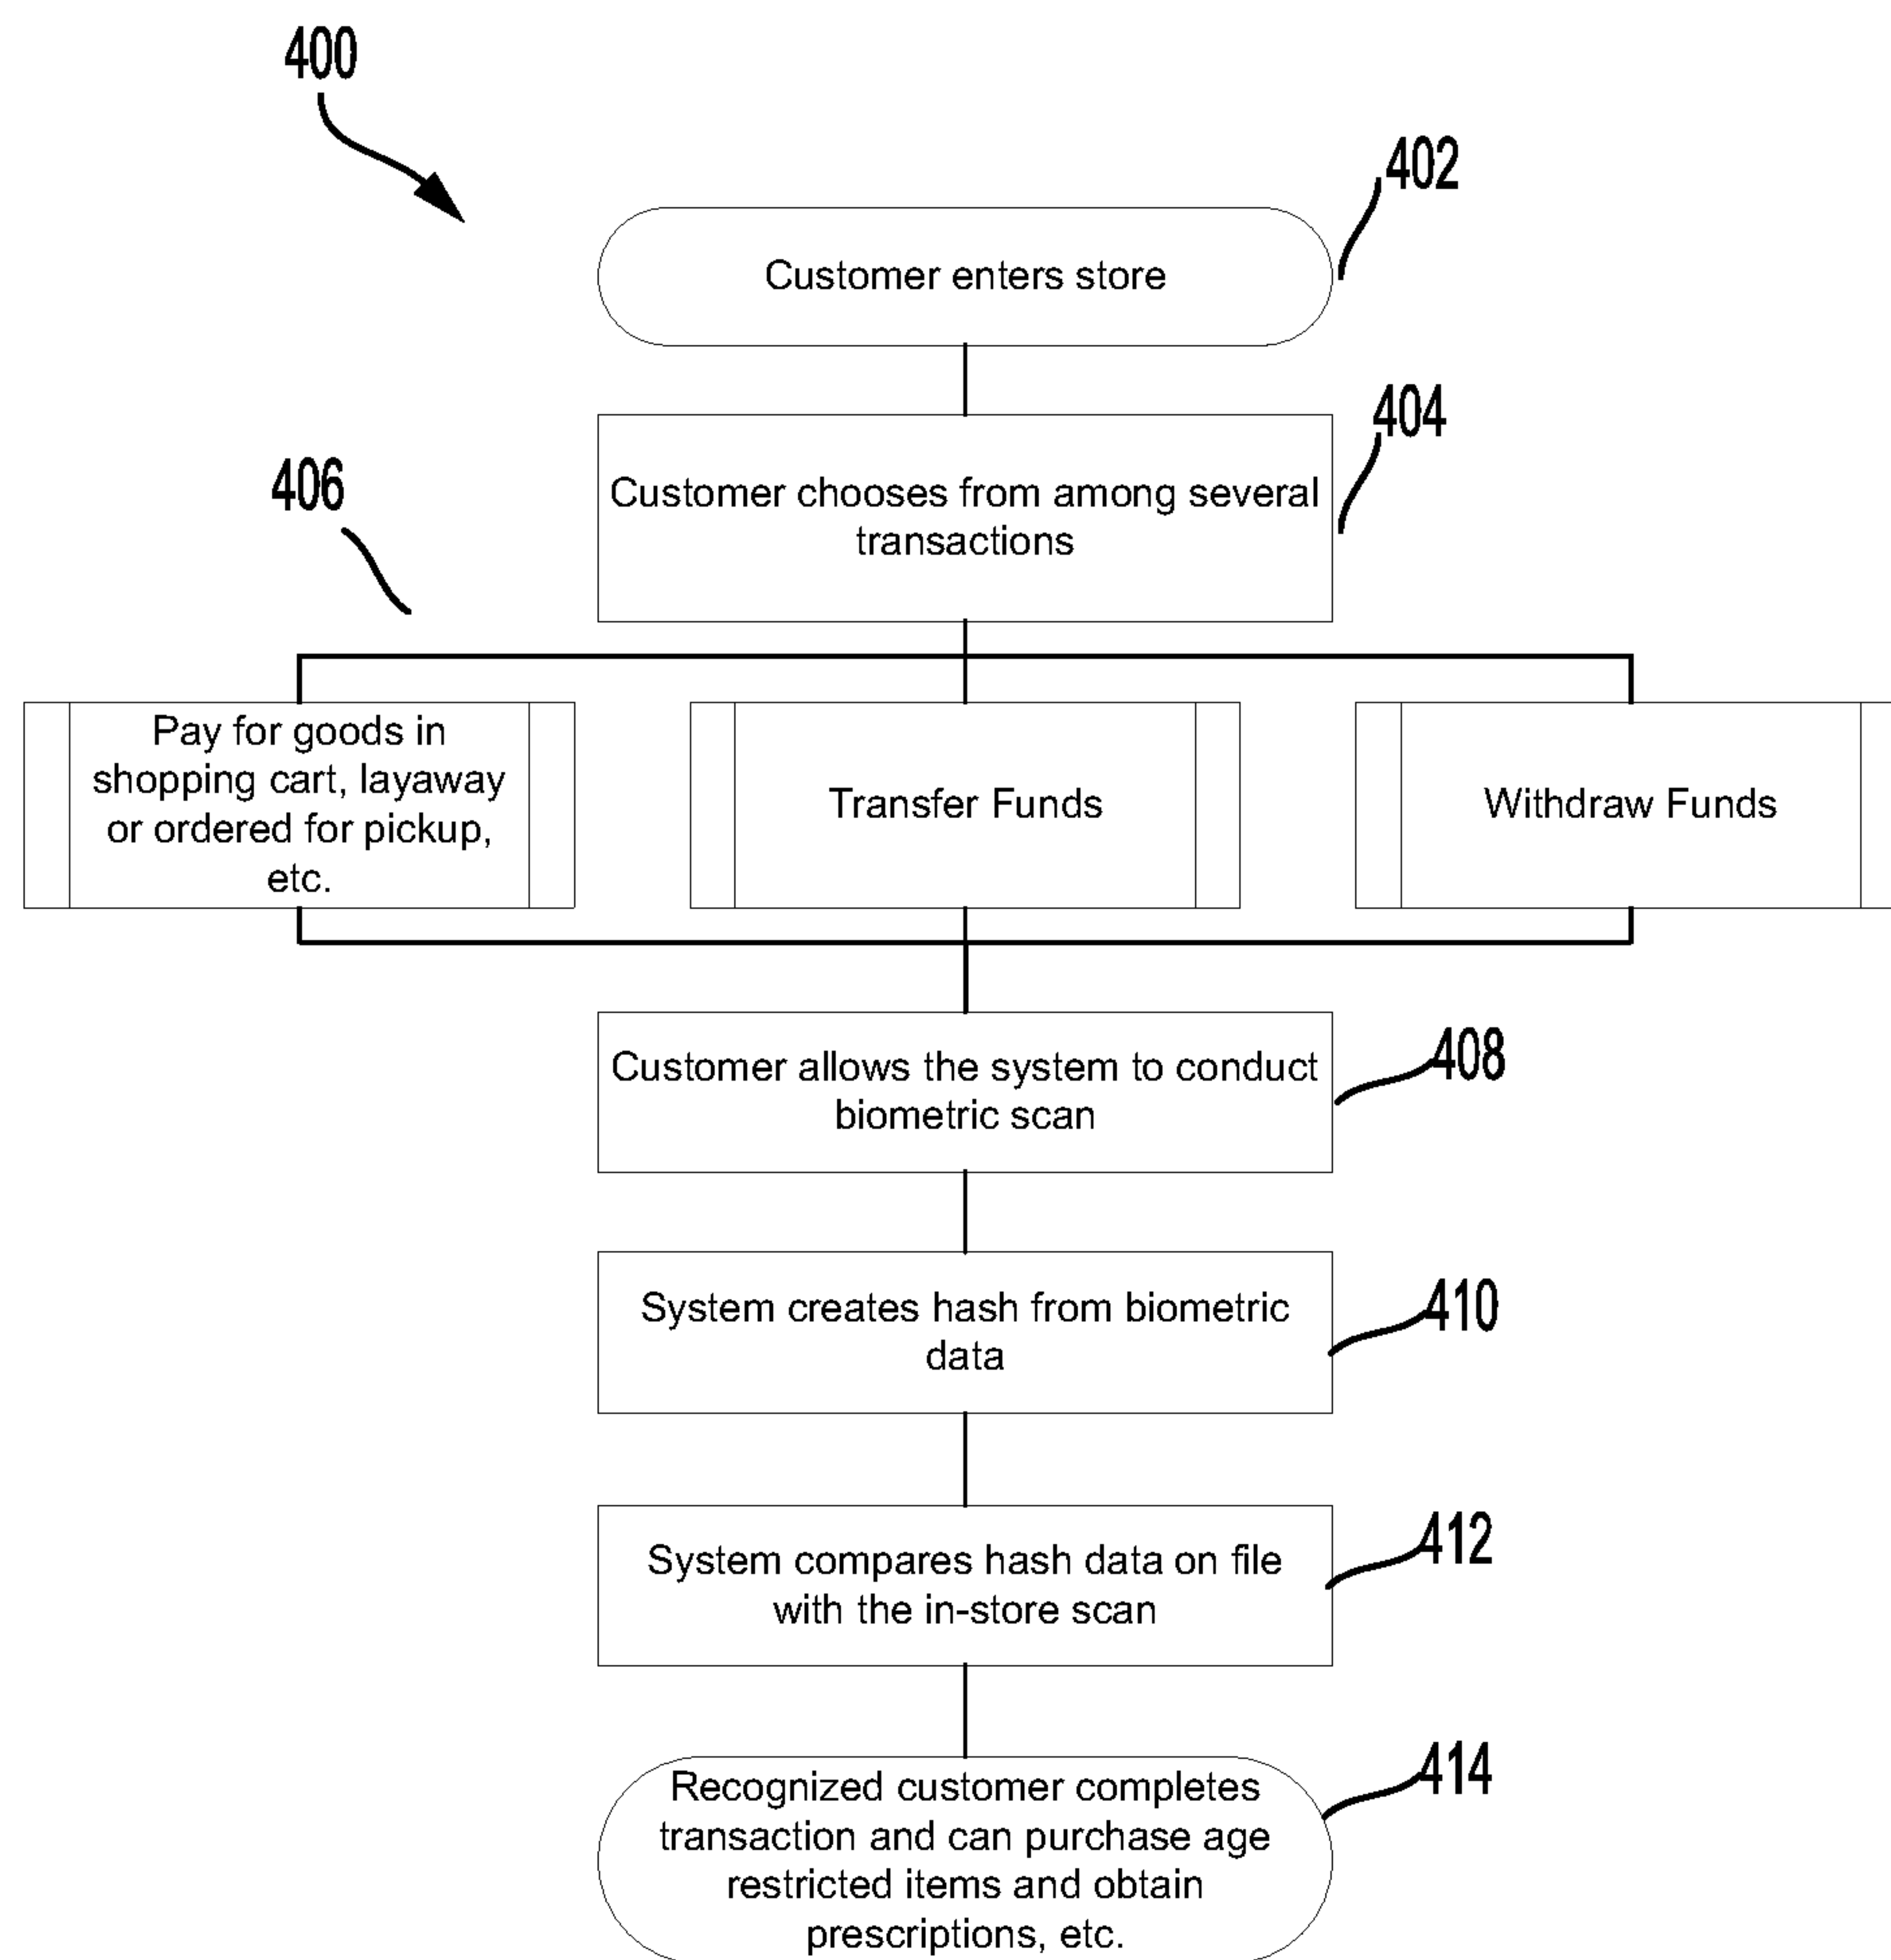 400
402
Customer enters store
404
Customer chooses from among several
transactions
406
Pay for goods in
shopping cart, layaway
or ordered for pickup,
etc.
Transfer Funds
Withdraw Funds
Customer allows the system to conduct
biometric scan
408
System creates hash from biometric
data
410
System compares hash data on file
with the in-store scan
412
Recognized customer completes
transaction and can purchase age
restricted items and obtain
prescriptions, etc.
414